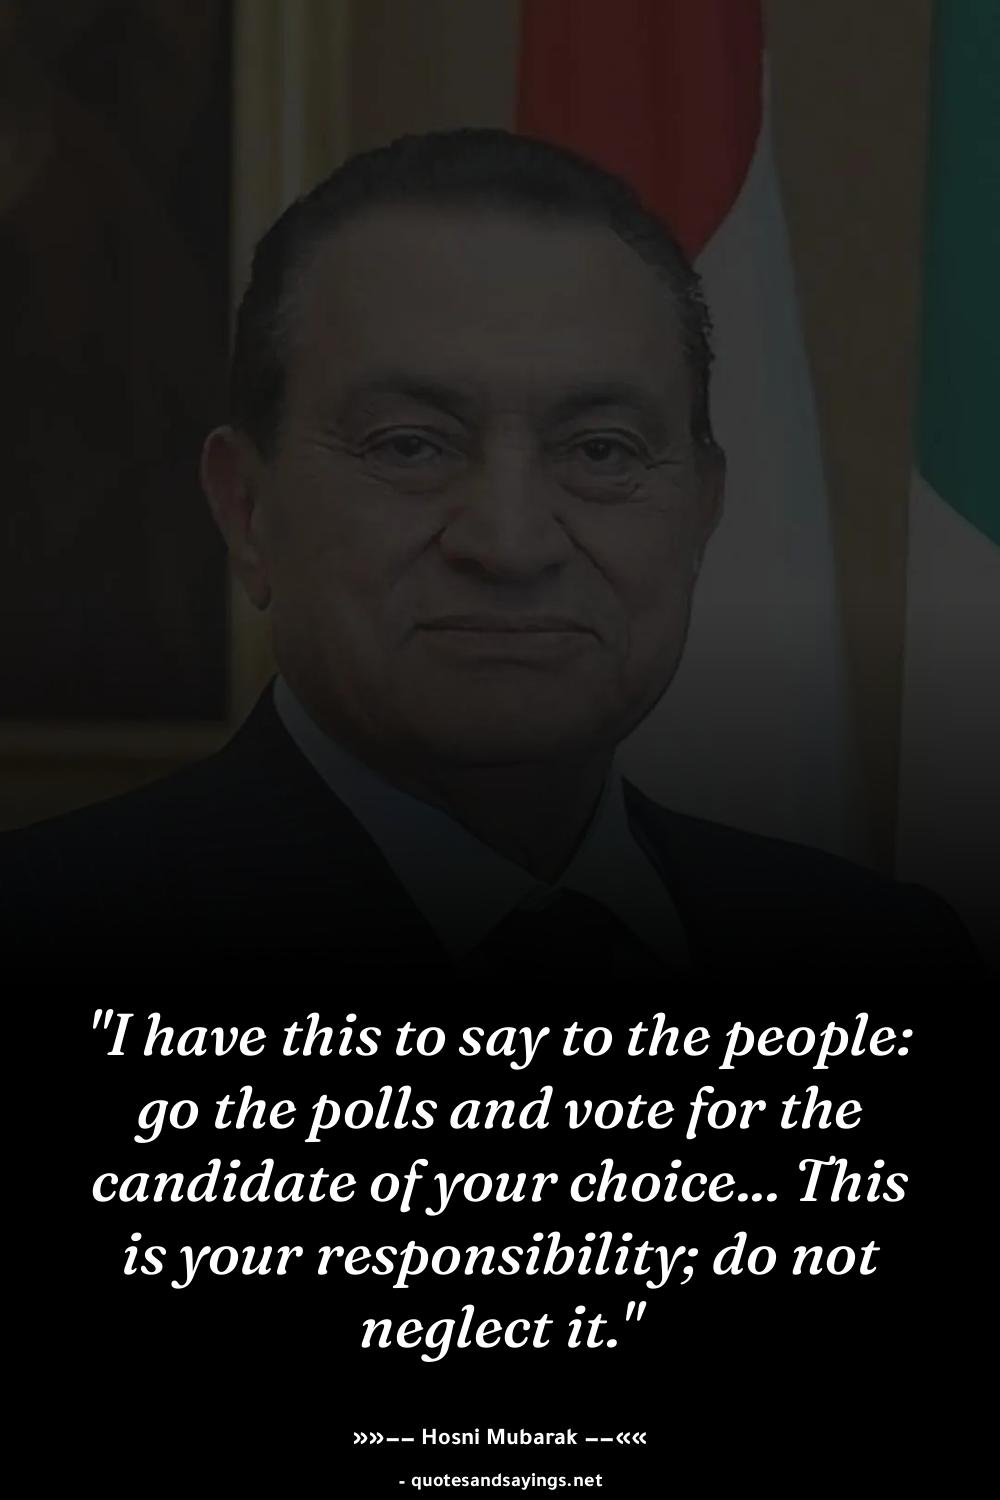 "I have this to say to the people:
go the polls and vote for the
candidate of your choice... This
is your responsibility; do not
neglect it."
»»−− Hosni Mubarak −−««
- quotesandsayings.net